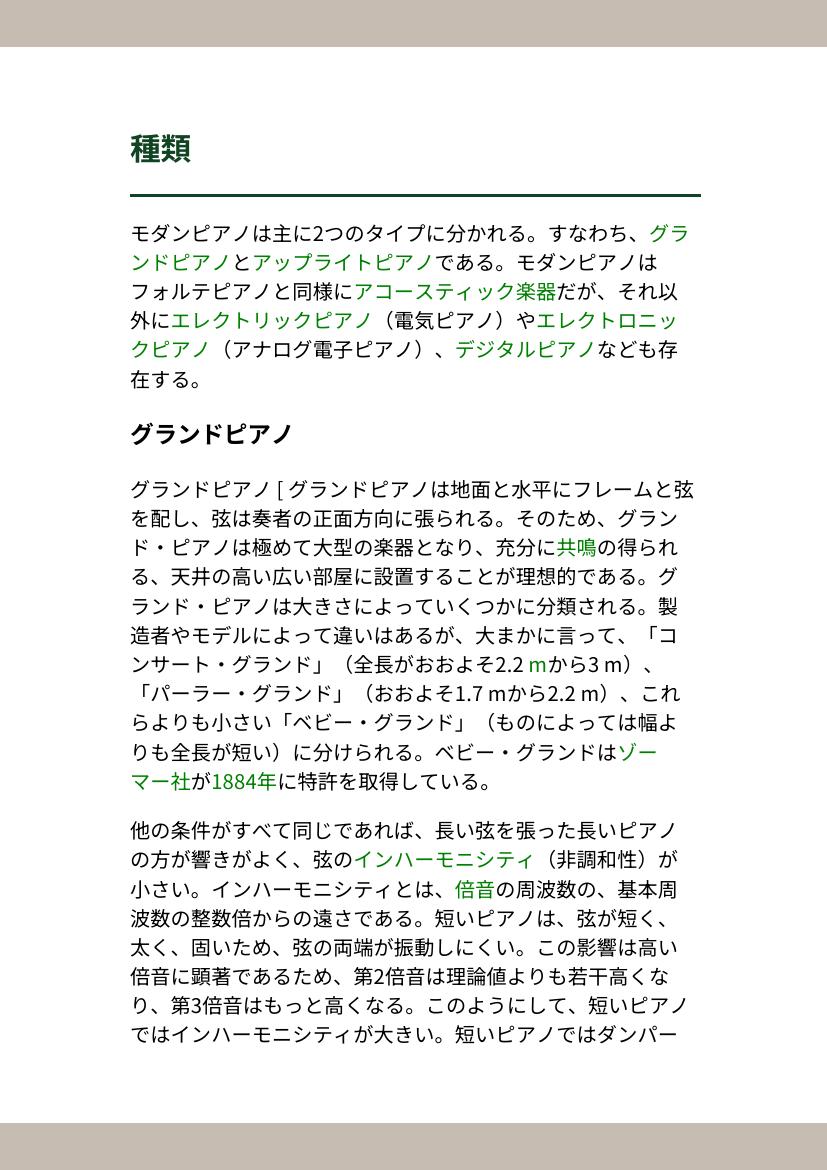 種類
モダンピアノは主に2つのタイプに分かれる。すなわち、グラ
ンドピアノとアップライトピアノである。モダンピアノは
フォルテピアノと同様にアコースティック楽器だが、それ以
外にエレクトリックピアノ（電気ピアノ）やエレクトロニッ
クピアノ（アナログ電子ピアノ）、デジタルピアノなども存
在する。
グランドピアノ
グランドピアノ [ グランドピアノは地面と水平にフレームと弦
を配し、弦は奏者の正面方向に張られる。そのため、グラン
ド・ピアノは極めて大型の楽器となり、充分に共鳴の得られ
る、天井の高い広い部屋に設置することが理想的である。グ
ランド・ピアノは大きさによっていくつかに分類される。製
造者やモデルによって違いはあるが、大まかに言って、「コ
ンサート・グランド」（全長がおおよそ2.2 mから3 m）、
「パーラー・グランド」（おおよそ1.7 mから2.2 m）、これ
らよりも小さい「ベビー・グランド」（ものによっては幅よ
りも全長が短い）に分けられる。ベビー・グランドはゾー
マー社が1884年に特許を取得している。
他の条件がすべて同じであれば、長い弦を張った長いピアノ
の方が響きがよく、弦のインハーモニシティ（非調和性）が
小さい。インハーモニシティとは、倍音の周波数の、基本周
波数の整数倍からの遠さである。短いピアノは、弦が短く、
太く、固いため、弦の両端が振動しにくい。この影響は高い
倍音に顕著であるため、第2倍音は理論値よりも若干高くな
り、第3倍音はもっと高くなる。このようにして、短いピアノ
ではインハーモニシティが大きい。短いピアノではダンパー